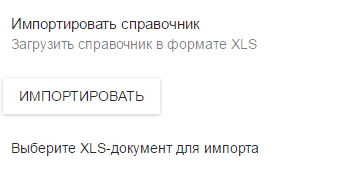 Импортировать справочник
Загрузить справочник в формате XLS
ИМПОРТИРОВАТЬ
Выберите XLS-документ для импорта